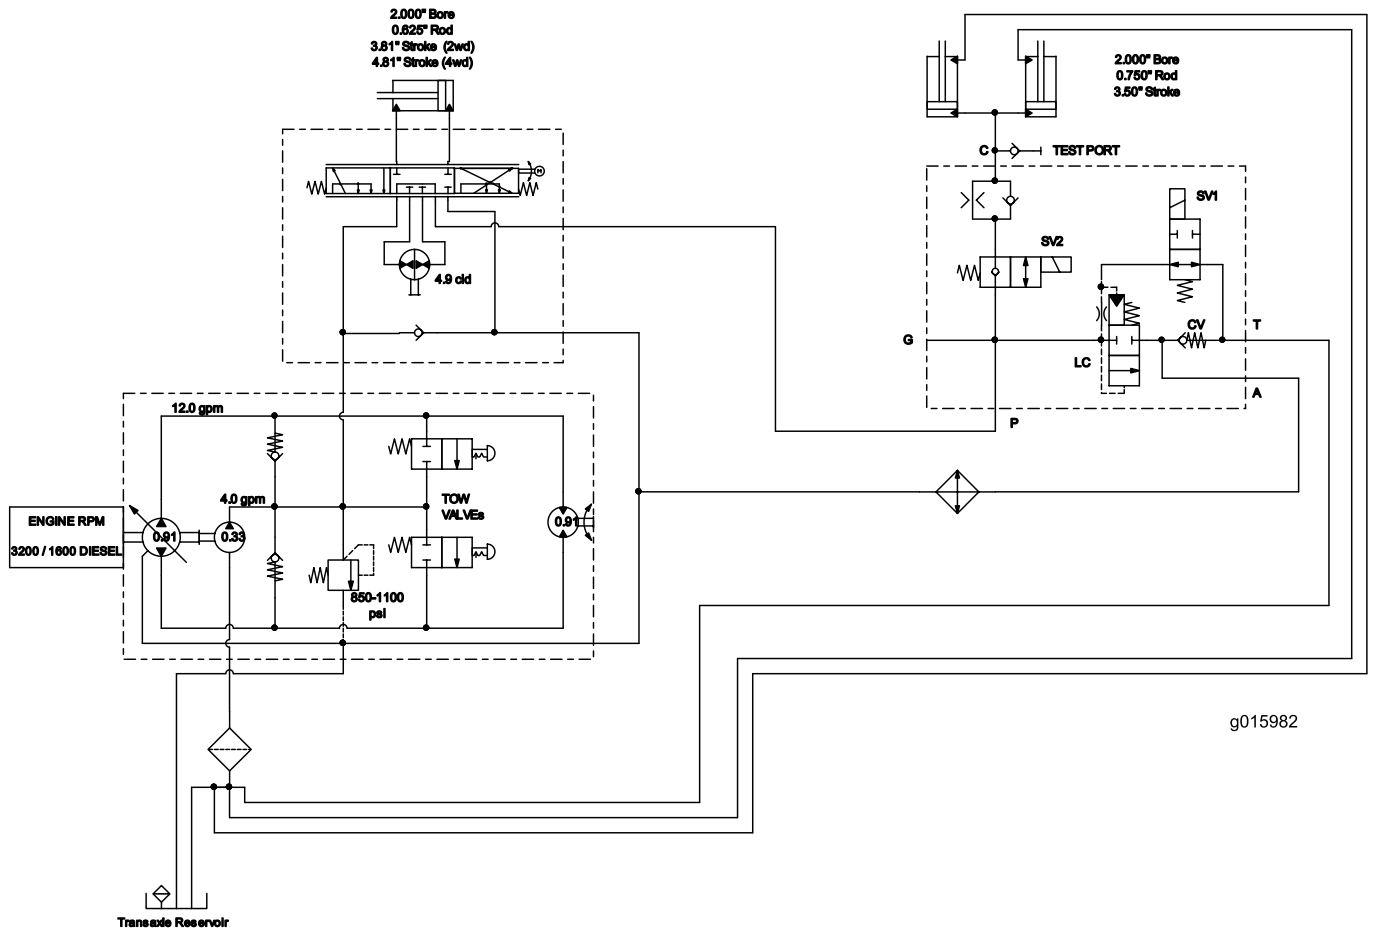 2.000" Bore
0.625" Rod
3.81" Stroke (2wd)
4.81" Stroke (4wd)
2.000" Bore
0.750" Rod
3.50" Stroke
C
TEST PORT
M
SV1
SV2
4.9 cid
CV
T
G
LC
A
P
12.0 gpm
4.0 gpm
TOW
VALVEs
ENGINE RPM
3200 / 1600 DIESEL
0.91
0.33
0.91
850-1100
psi
g015982
Transaxle Reservoir